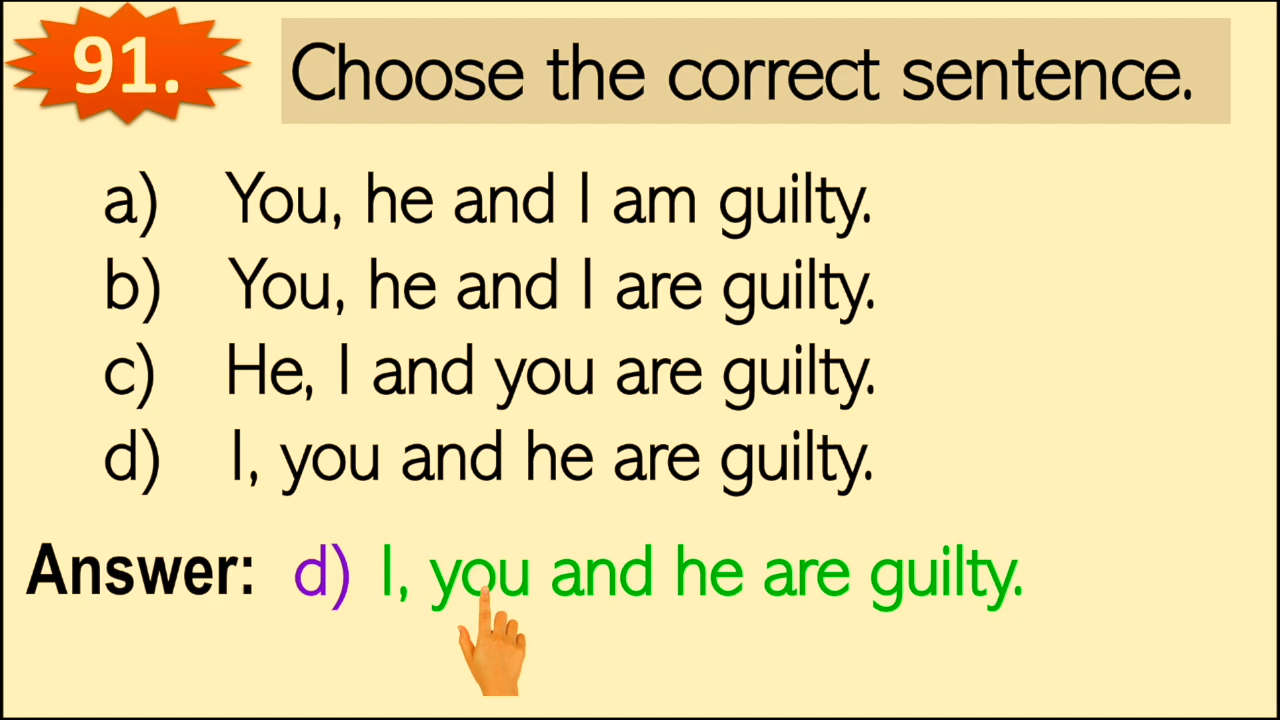 91. Choose the correct sentence.
a) You, he and I am guilty.
b) You, he and I are guilty.
c) He, I and you are guilty.
d) I, you and he are guilty.
Answer: d) I, you and he are guilty.